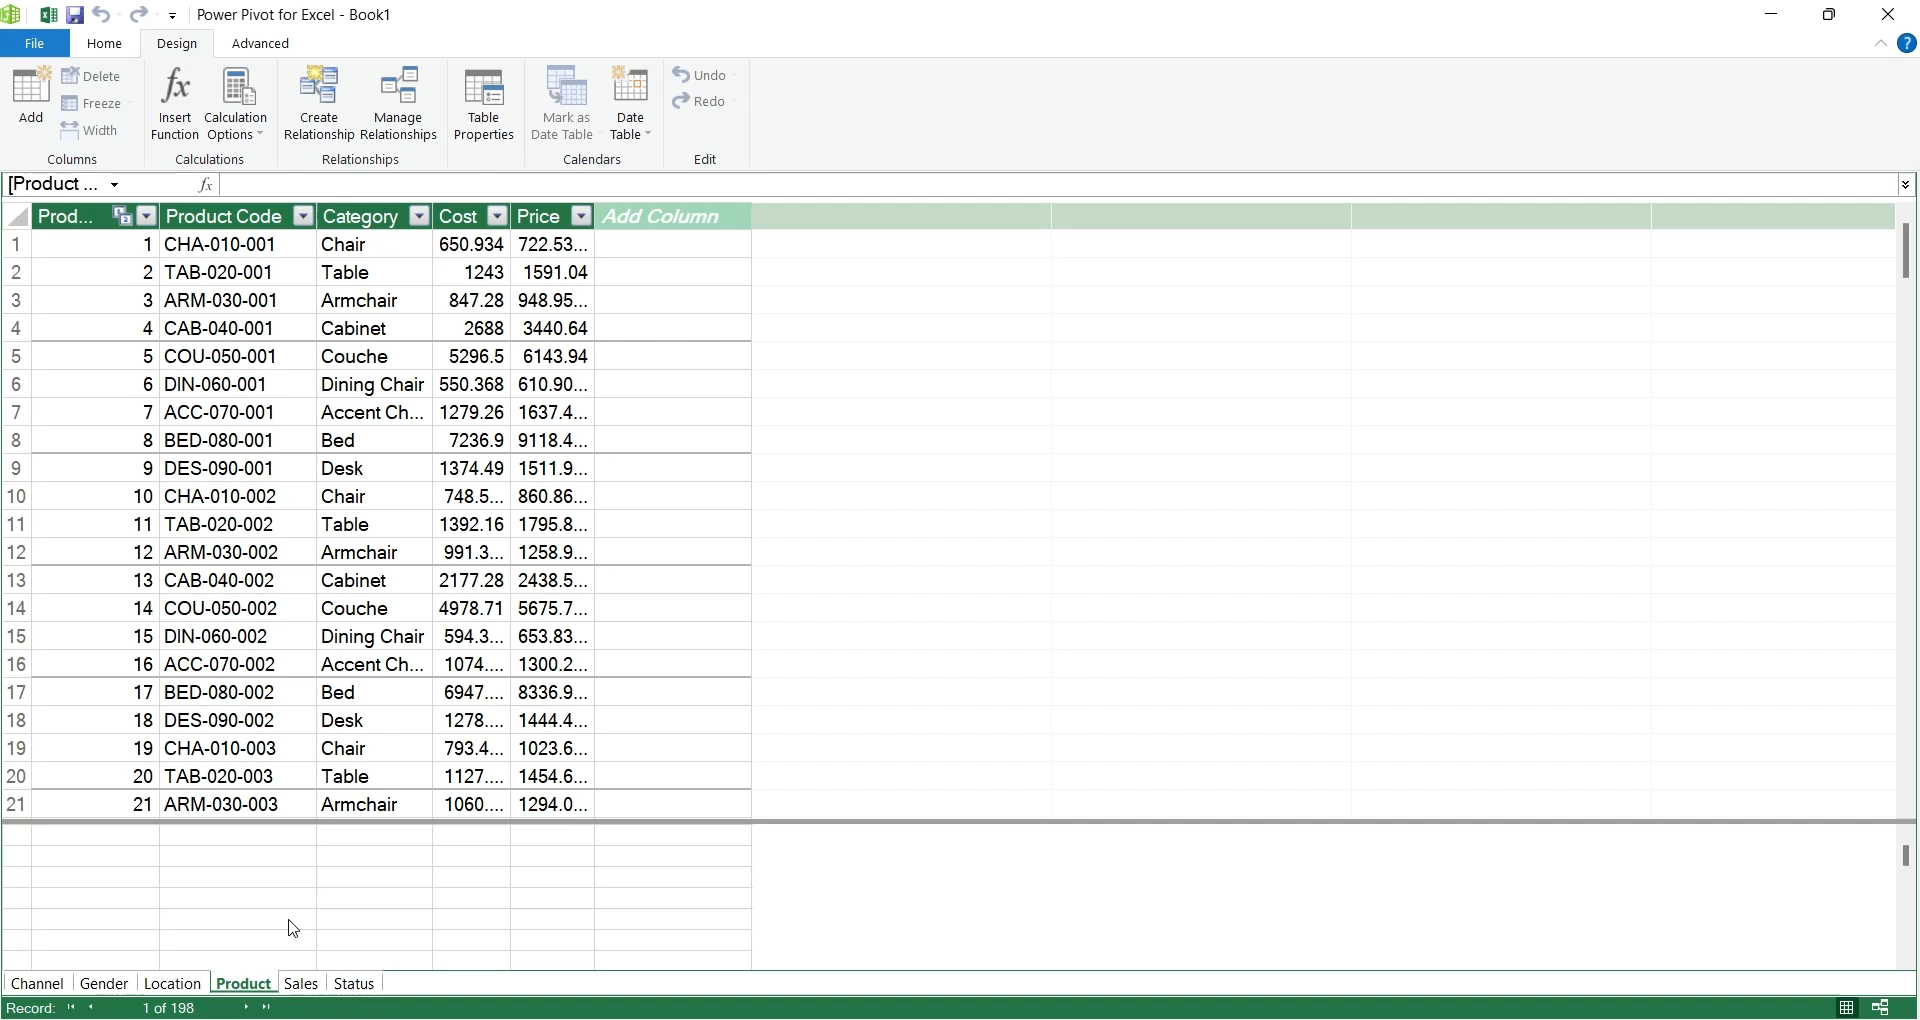 Power Pivot for Excel - Book1
File Home Design Advanced
Add Delete Freeze Width
Insert Function Calculation Options
Create Relationship Manage Relationships
Table Properties
Mark as Date Table Date Table
Undo Redo
Columns Calculations Relationships Calendars Edit
[Product ... fx
Prod... Product Code Category Cost Price Add Column
1 1 CHA-010-001 Chair 650.934 722.53...
2 2 TAB-020-001 Table 1243 1591.04
3 3 ARM-030-001 Armchair 847.28 948.95...
4 4 CAB-040-001 Cabinet 2688 3440.64
5 5 COU-050-001 Couche 5296.5 6143.94
6 6 DIN-060-001 Dining Chair 550.368 610.90...
7 7 ACC-070-001 Accent Ch... 1279.26 1637.4...
8 8 BED-080-001 Bed 7236.9 9118.4...
9 9 DES-090-001 Desk 1374.49 1511.9...
10 10 CHA-010-002 Chair 748.5... 860.86...
11 11 TAB-020-002 Table 1392.16 1795.8...
12 12 ARM-030-002 Armchair 991.3... 1258.9...
13 13 CAB-040-002 Cabinet 2177.28 2438.5...
14 14 COU-050-002 Couche 4978.71 5675.7...
15 15 DIN-060-002 Dining Chair 594.3... 653.83...
16 16 ACC-070-002 Accent Ch... 1074.... 1300.2...
17 17 BED-080-002 Bed 6947.... 8336.9...
18 18 DES-090-002 Desk 1278.... 1444.4...
19 19 CHA-010-003 Chair 793.4... 1023.6...
20 20 TAB-020-003 Table 1127.... 1454.6...
21 21 ARM-030-003 Armchair 1060.... 1294.0...
Channel Gender Location Product Sales Status
Record: 1 of 198